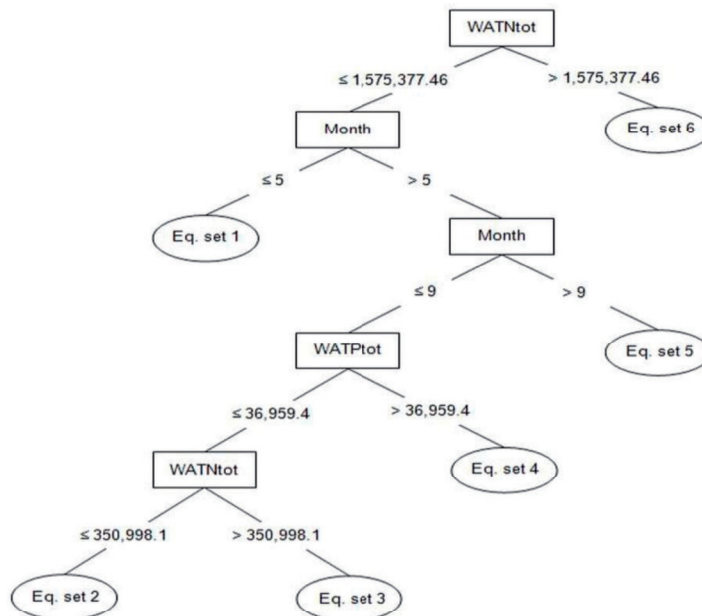 WATNtot
≤ 1,575,377.46 > 1,575,377.46
Month Eq. set 6
≤ 5 > 5
Eq. set 1 Month
≤ 9 > 9
WATPtot Eq. set 5
≤ 36,959.4 > 36,959.4
WATNtot Eq. set 4
≤ 350,998.1 > 350,998.1
Eq. set 2 Eq. set 3